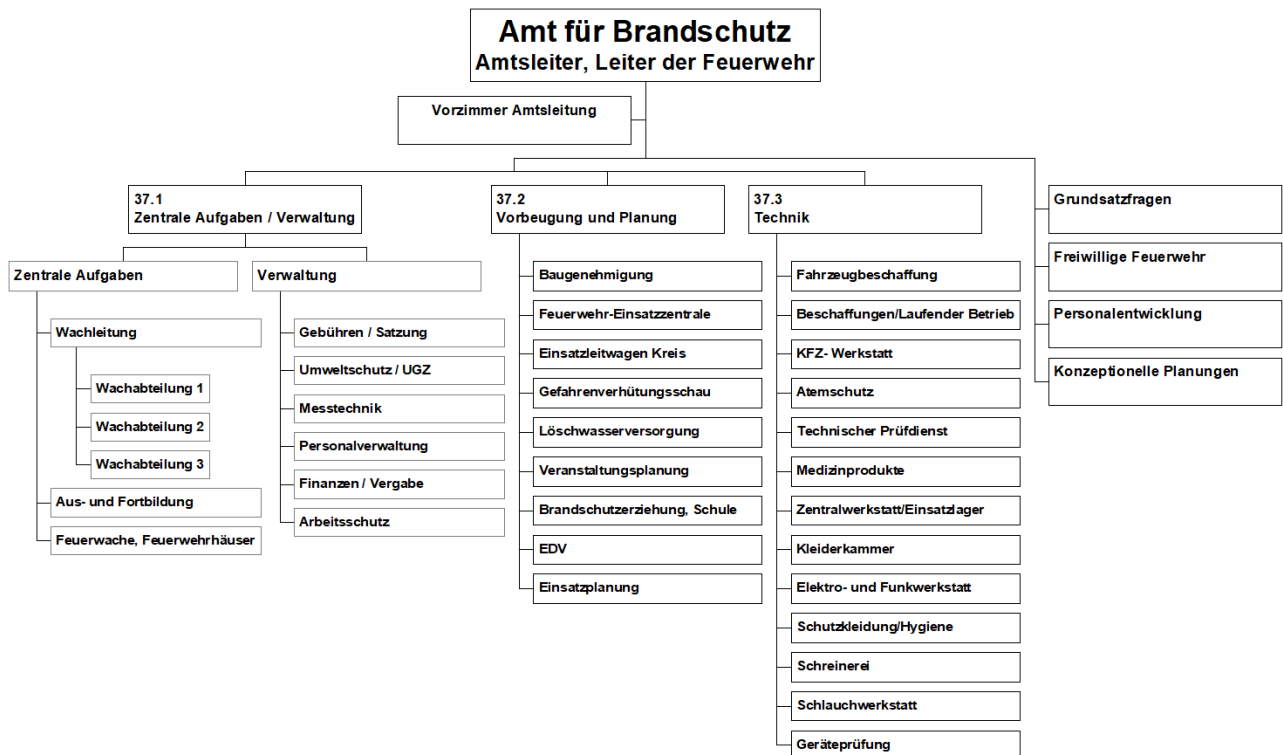 Amt für Brandschutz
Amtsleiter, Leiter der Feuerwehr
Vorzimmer Amtsleitung
37.1
Zentrale Aufgaben / Verwaltung
Zentrale Aufgaben
Wachleitung
Wachabteilung 1
Wachabteilung 2
Wachabteilung 3
Aus- und Fortbildung
Feuerwache, Feuerwehrhäuser
Verwaltung
Gebühren / Satzung
Umweltschutz / UGZ
Messtechnik
Personalverwaltung
Finanzen / Vergabe
Arbeitsschutz
37.2
Vorbeugung und Planung
Baugenehmigung
Feuerwehr-Einsatzzentrale
Einsatzleitwagen Kreis
Gefahrenverhütungsschau
Löschwasserversorgung
Veranstaltungsplanung
Brandschutzerziehung, Schule
EDV
Einsatzplanung
37.3
Technik
Fahrzeugbeschaffung
Beschaffungen/Laufender Betrieb
KFZ- Werkstatt
Atemschutz
Technischer Prüfdienst
Medizinprodukte
Zentralwerkstatt/Einsatzlager
Kleiderkammer
Elektro- und Funkwerkstatt
Schutzkleidung/Hygiene
Schreinerei
Schlauchwerkstatt
Geräteprüfung
Grundsatzfragen
Freiwillige Feuerwehr
Personalentwicklung
Konzeptionelle Planungen